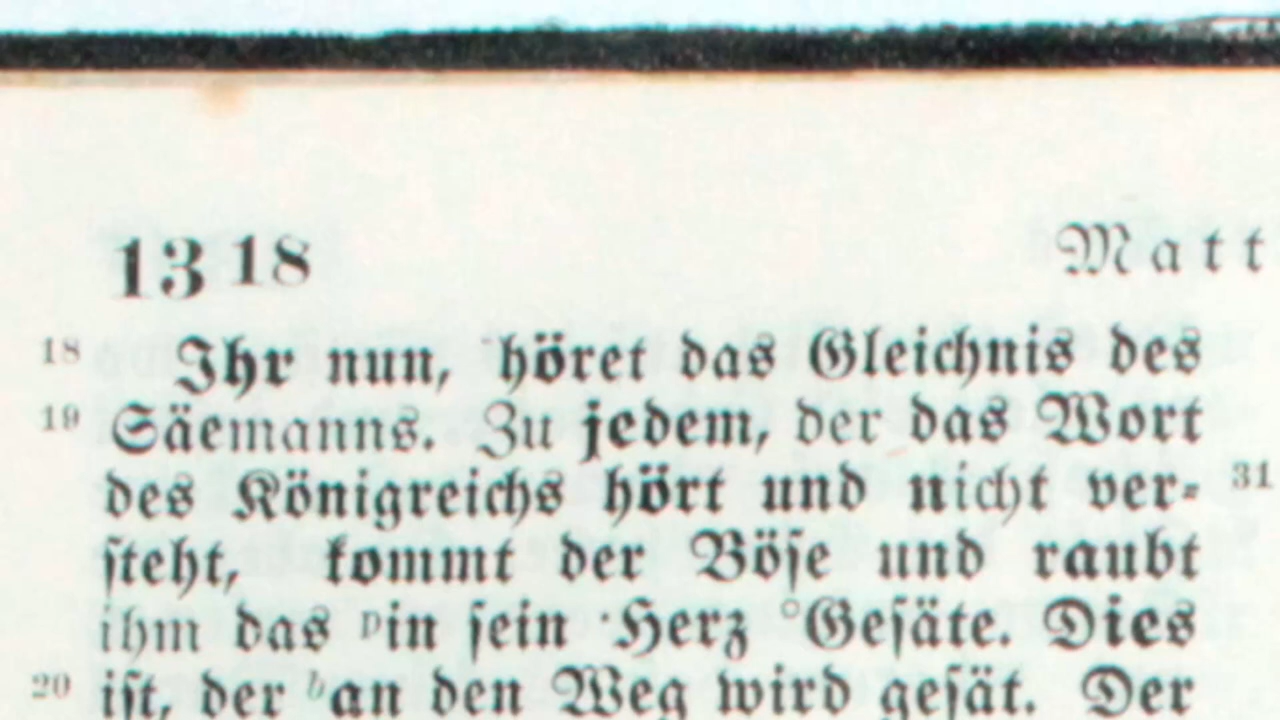 13 18 Matt
18 Ihr nun, ‑höret das Gleichnis des
19 Säemanns. Zu jedem, der das Wort
des Königreichs hört und nicht ver- 31
steht, kommt der Böse und raubt
ihm das ᵖin sein ·Herz °Gesäte. Dies
20 ist, der ᵇan den Weg wird gesät. Der